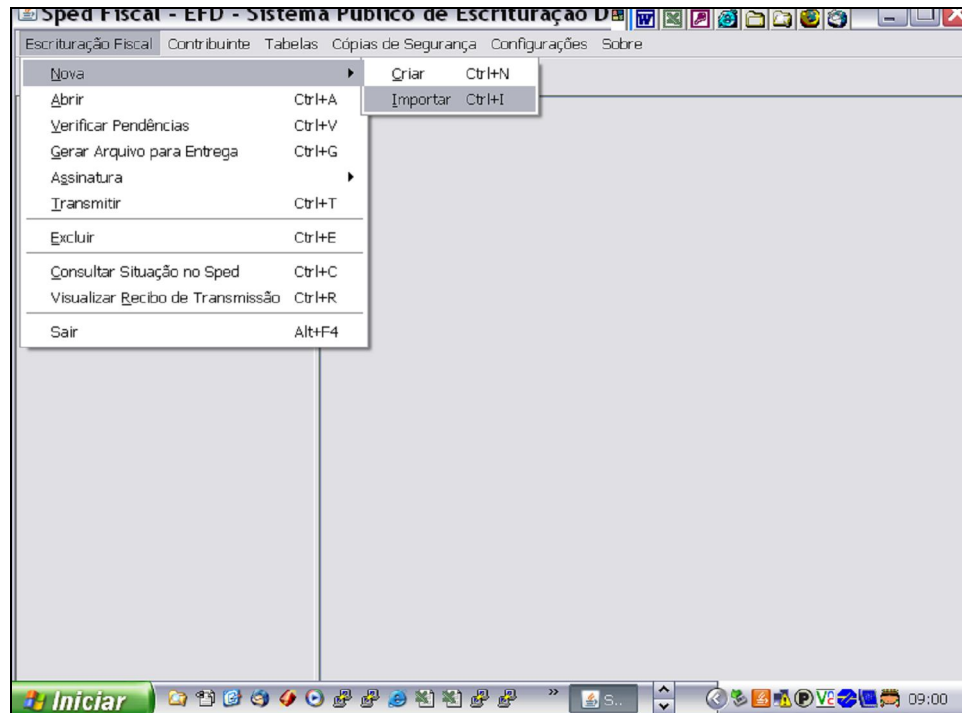 Sped Fiscal - EFD - Sistema Público de Escrituração D
Escrituração Fiscal Contribuinte Tabelas Cópias de Segurança Configurações Sobre
Nova
Criar Ctrl+N
Abrir Ctrl+A
Importar Ctrl+I
Verificar Pendências Ctrl+V
Gerar Arquivo para Entrega Ctrl+G
Assinatura
Transmitir Ctrl+T
Excluir Ctrl+E
Consultar Situação no Sped Ctrl+C
Visualizar Recibo de Transmissão Ctrl+R
Sair Alt+F4
Iniciar
S..
09:00